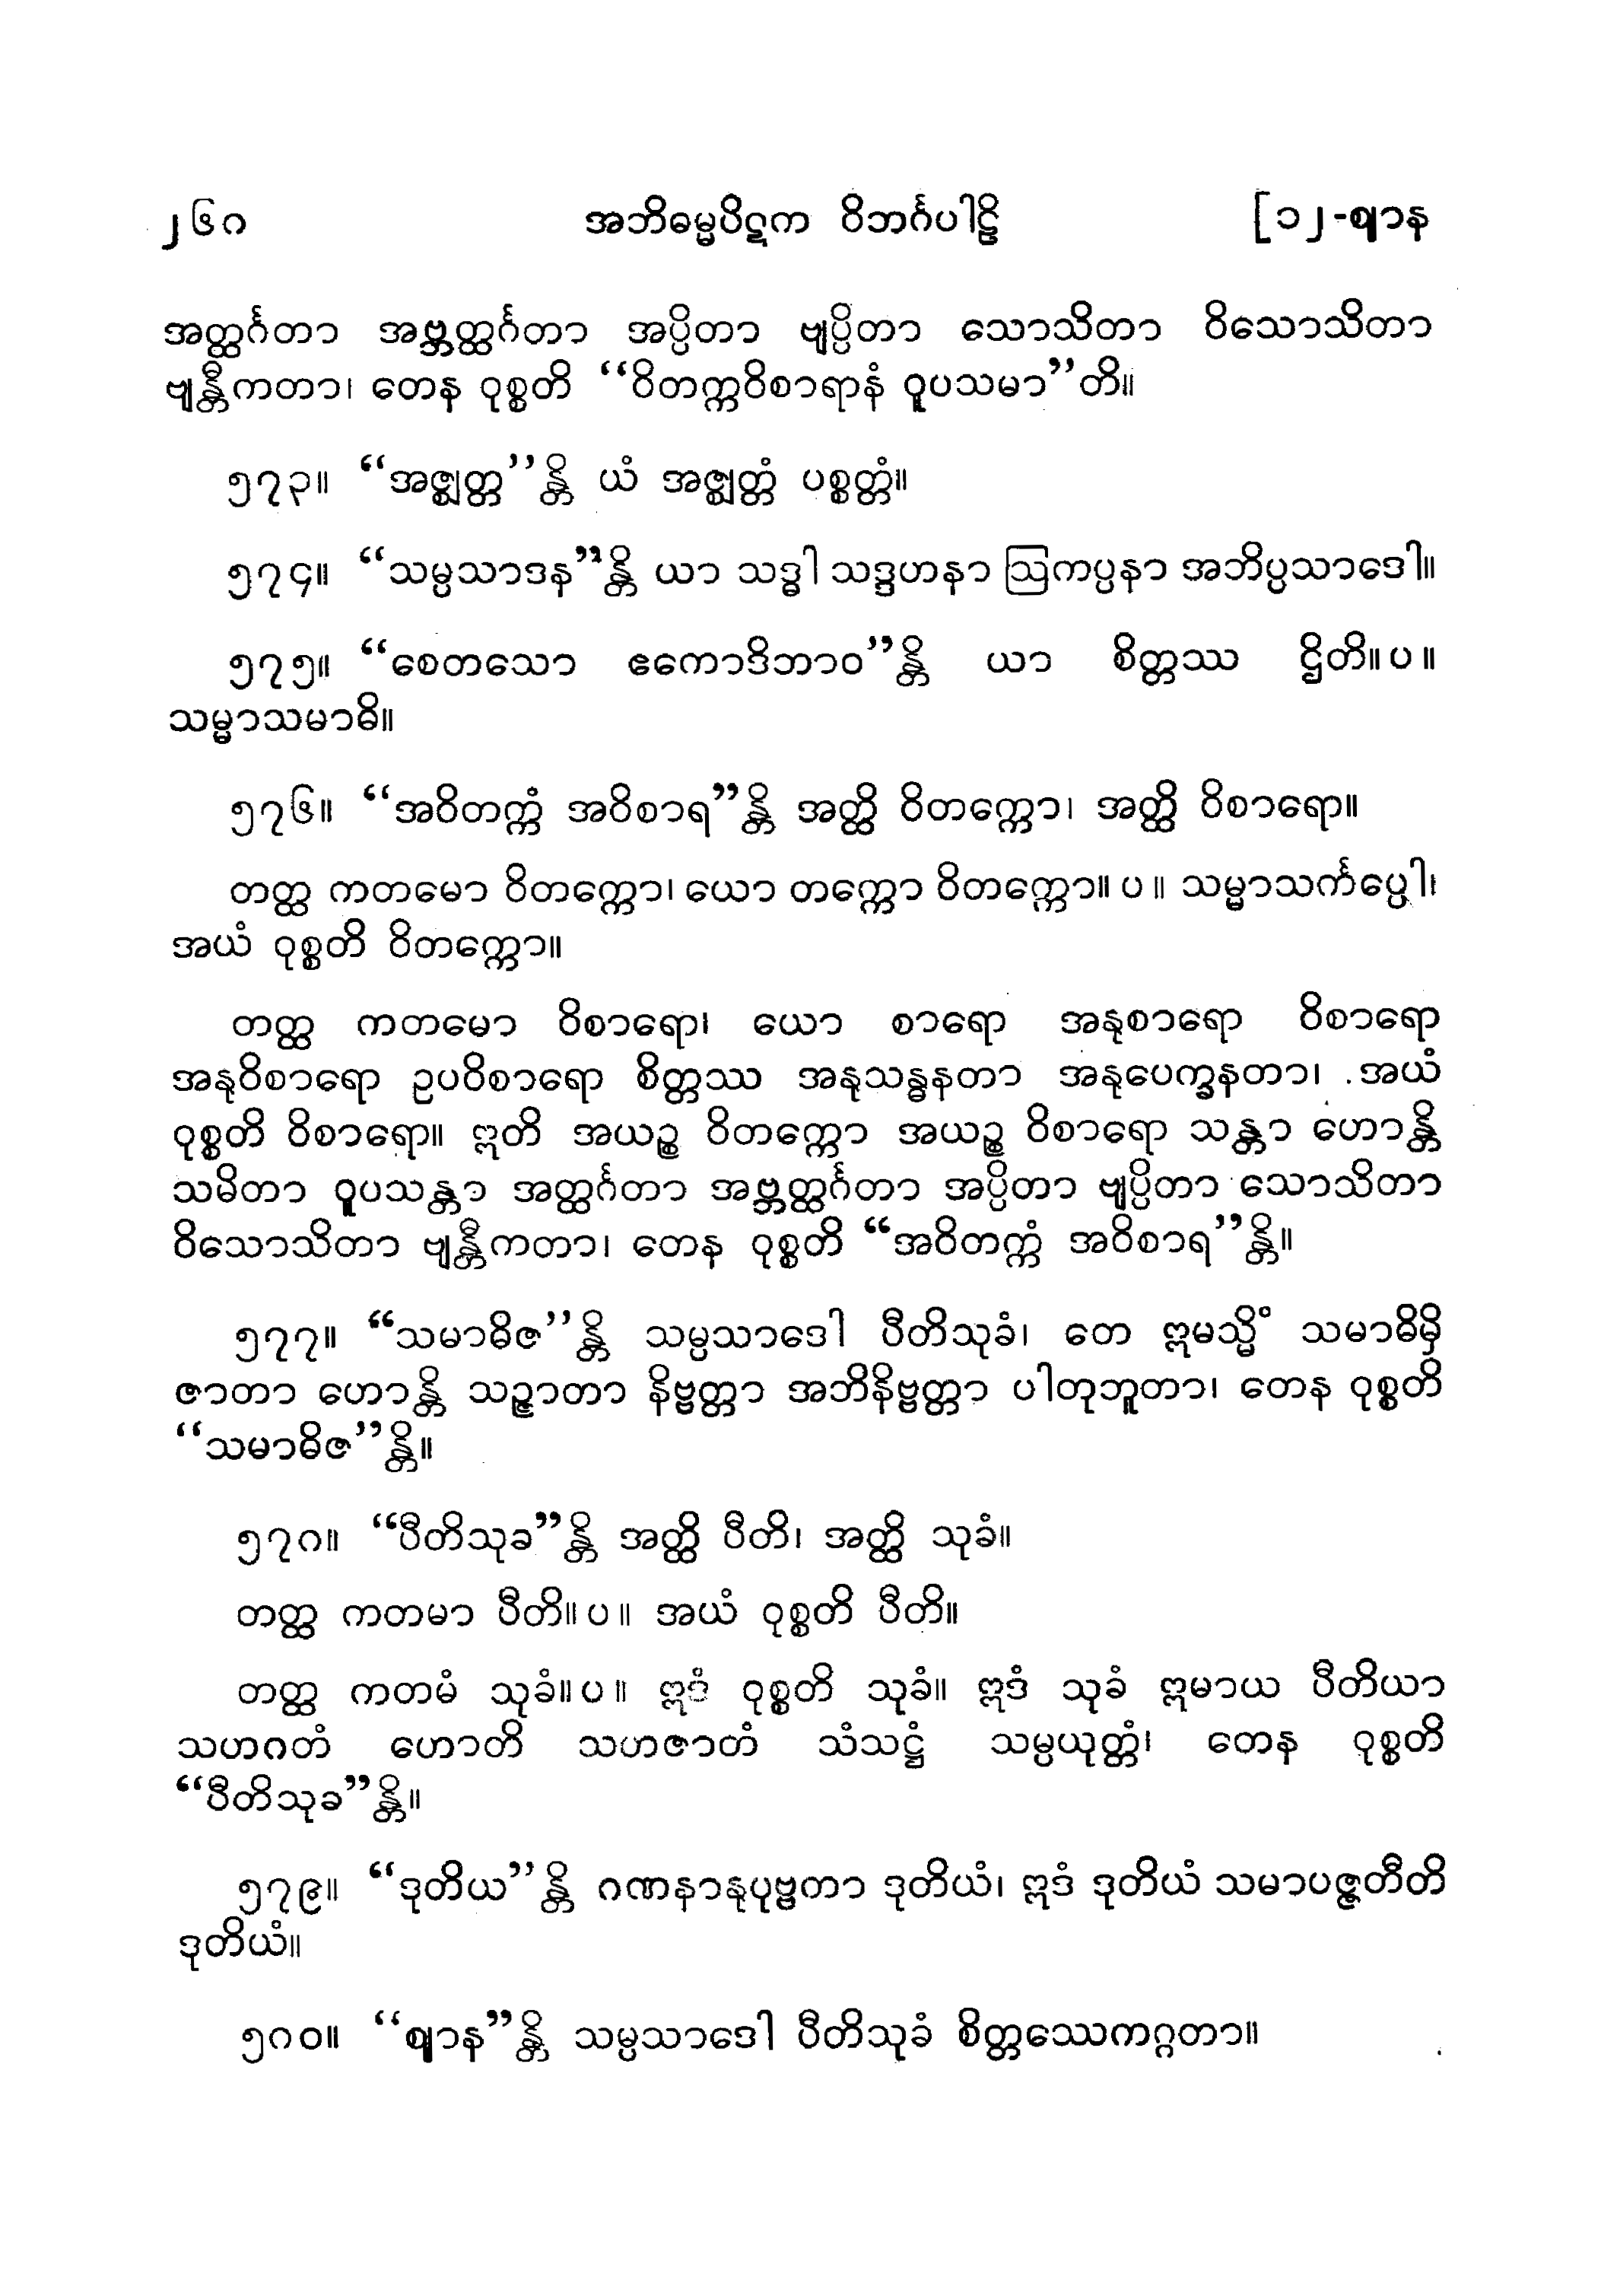 ၂၆၈ အဘိဓမ္မပိဋက ဝိဘင်္ဂပါဠိ [၁၂-ဈာန
အတ္ထင်္ဂတာ အဗ္ဘတ္ထင်္ဂတာ အပ္ပိတာ ဗျပ္ပိတာ သောသိတာ ဝိသောသိတာ
ဗျန္တီကတာ၊ တေန ဝုစ္စတိ “ဝိတက္ကဝိစာရာနံ ဝူပသမာ”တိ။
၅၇၃။ “အဇ္ဈတ္တ”န္တိ ယံ အဇ္ဈတ္တံ ပစ္စတ္တံ။
၅၇၄။ “သမ္ပသာဒန”န္တိ ယာ သဒ္ဓါ သဒ္ဒဟနာ ဩကပ္ပနာ အဘိပ္ပသာဒေါ။
၅၇၅။ “စေတသော ဧကောဒိဘာဝ”န္တိ ယာ စိတ္တဿ ဌိတိ။ပ။
သမ္မာသမာဓိ။
၅၇၆။ “အဝိတက္ကံ အဝိစာရ”န္တိ အတ္ထိ ဝိတက္ကော၊ အတ္ထိ ဝိစာရော။
တတ္ထ ကတမော ဝိတက္ကော၊ ယော တက္ကော ဝိတက္ကော။ပ။ သမ္မာသင်္ကပ္ပေါ၊
အယံ ဝုစ္စတိ ဝိတက္ကော။
တတ္ထ ကတမော ဝိစာရော၊ ယော စာရော အနုစာရော ဝိစာရော
အနုဝိစာရော ဥပဝိစာရော စိတ္တဿ အနုသန္ဓနတာ အနုပေက္ခနတာ၊ အယံ
ဝုစ္စတိ ဝိစာရော။ ဣတိ အယဉ္စ ဝိတက္ကော အယဉ္စ ဝိစာရော သန္တာ ဟောန္တိ
သမိတာ ဝူပသန္တာ အတ္ထင်္ဂတာ အဗ္ဘတ္ထင်္ဂတာ အပ္ပိတာ ဗျပ္ပိတာ သောသိတာ
ဝိသောသိတာ ဗျန္တီကတာ၊ တေန ဝုစ္စတိ “အဝိတက္ကံ အဝိစာရ”န္တိ။
၅၇၇။ “သမာဓိဇ”န္တိ သမ္ပသာဒေါ ပီတိသုခံ၊ တေ ဣမသ္မိံ သမာဓိမှိ
ဇာတာ ဟောန္တိ သဉ္ဇာတာ နိဗ္ဗတ္တာ အဘိနိဗ္ဗတ္တာ ပါတုဘူတာ၊ တေန ဝုစ္စတိ
“သမာဓိဇ”န္တိ။
၅၇၈။ “ပီတိသုခ”န္တိ အတ္ထိ ပီတိ၊ အတ္ထိ သုခံ။
တတ္ထ ကတမာ ပီတိ။ပ။ အယံ ဝုစ္စတိ ပီတိ။
တတ္ထ ကတမံ သုခံ။ပ။ ဣဒံ ဝုစ္စတိ သုခံ။ ဣဒံ သုခံ ဣမာယ ပီတိယာ
သဟဂတံ ဟောတိ သဟဇာတံ သံသဋ္ဌံ သမ္ပယုတ္တံ၊ တေန ဝုစ္စတိ
“ပီတိသုခ”န္တိ။
၅၇၉။ “ဒုတိယ”န္တိ ဂဏနာနုပုဗ္ဗတာ ဒုတိယံ၊ ဣဒံ ဒုတိယံ သမာပဇ္ဇတီတိ
ဒုတိယံ။
၅၈၀။ “ဈာန”န္တိ သမ္ပသာဒေါ ပီတိသုခံ စိတ္တဿေကဂ္ဂတာ။